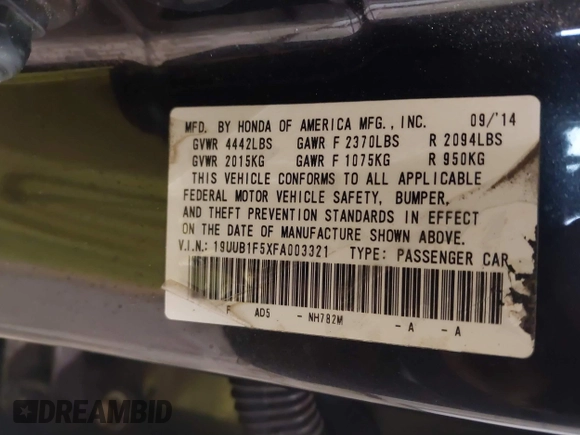 MFD. BY HONDA OF AMERICA MFG., INC. 09/'14
GVWR 4442LBS GAWR F 2370LBS R 2094LBS
GVWR 2015KG GAWR F 1075KG R 950KG
THIS VEHICLE CONFORMS TO ALL APPLICABLE
FEDERAL MOTOR VEHICLE SAFETY, BUMPER,
AND THEFT PREVENTION STANDARDS IN EFFECT
ON THE DATE OF MANUFACTURE SHOWN ABOVE.
V.I.N.: 19UUB1F5XFA003321 TYPE: PASSENGER CAR
F AD5 - NH782M - A - A
DREAMBID